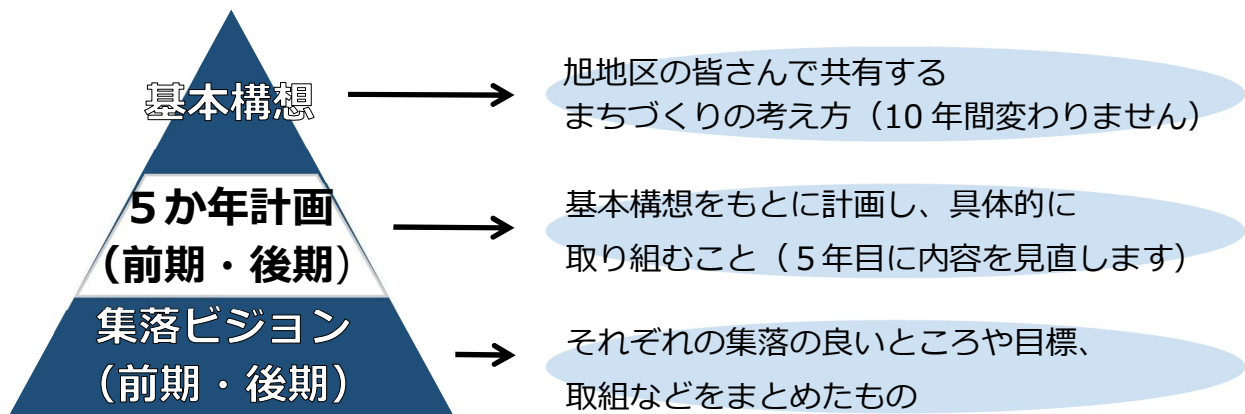 基本構想
旭地区の皆さんで共有する
まちづくりの考え方（10 年間変わりません）
５か年計画
（前期・後期）
基本構想をもとに計画し、具体的に
取り組むこと（５年目に内容を見直します）
集落ビジョン
（前期・後期）
それぞれの集落の良いところや目標、
取組などをまとめたもの